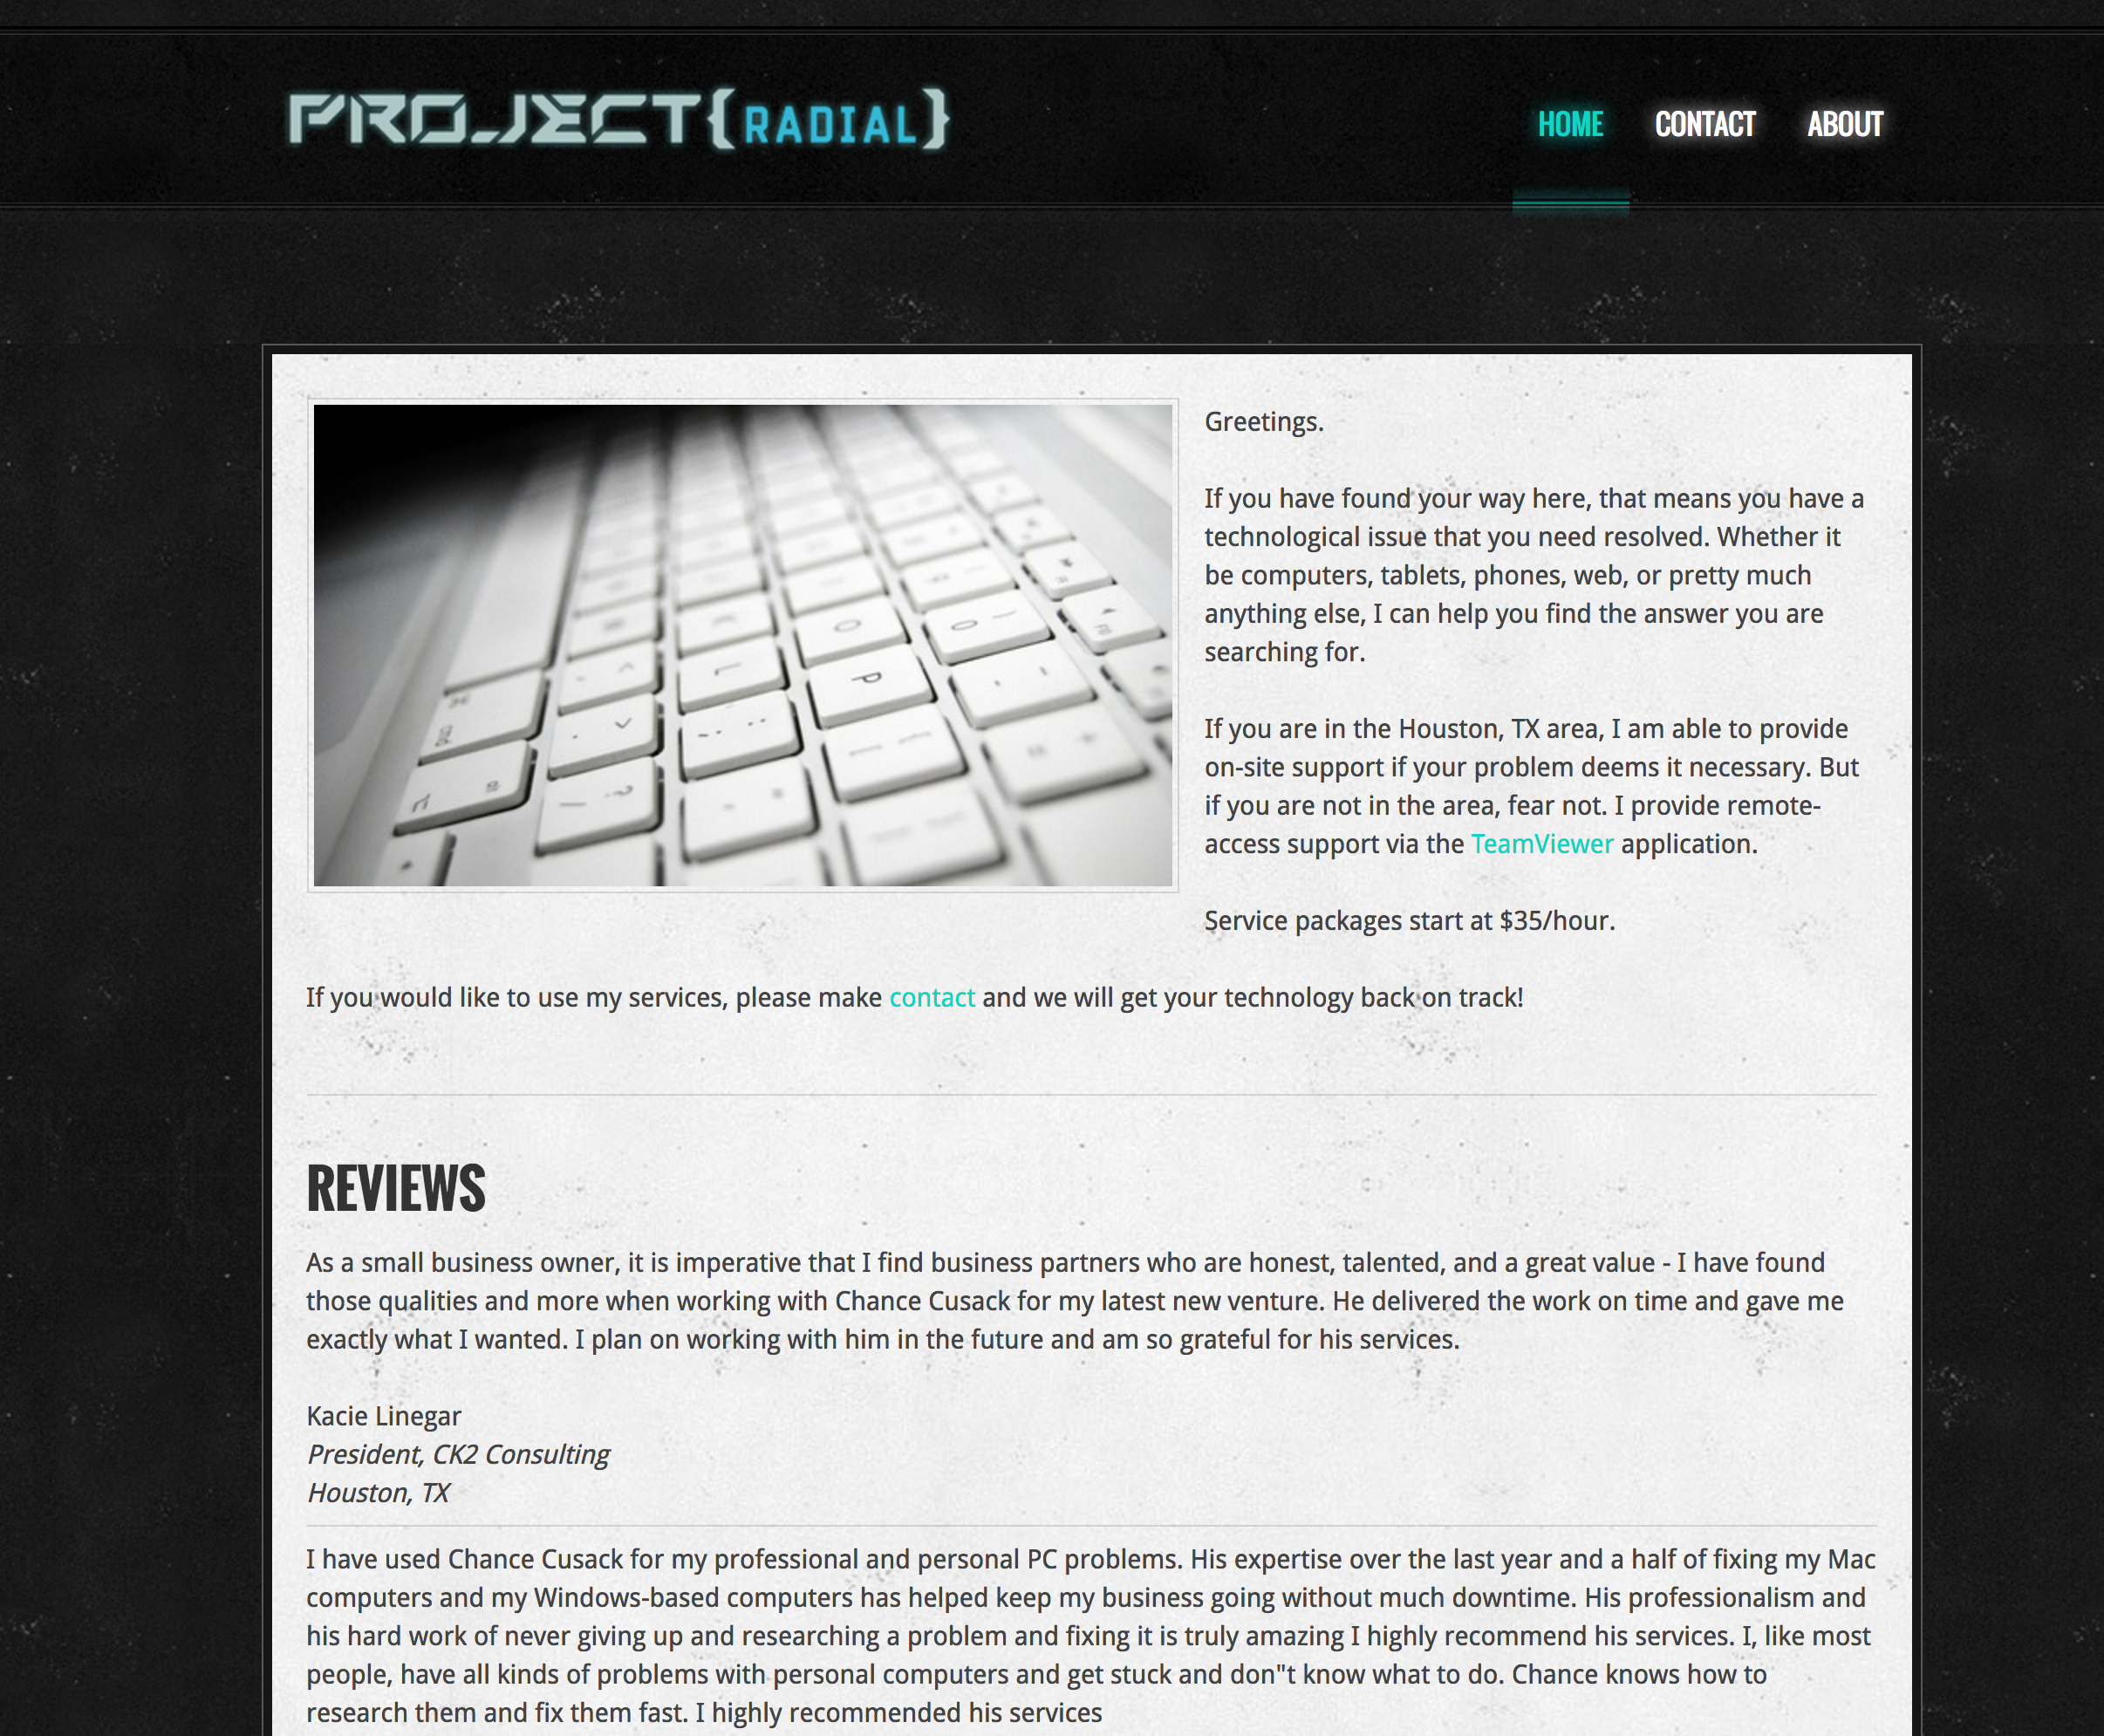 PROJECT{RADIAL}
HOME CONTACT ABOUT
Greetings.
If you have found your way here, that means you have a
technological issue that you need resolved. Whether it
be computers, tablets, phones, web, or pretty much
anything else, I can help you find the answer you are
searching for.
If you are in the Houston, TX area, I am able to provide
on-site support if your problem deems it necessary. But
if you are not in the area, fear not. I provide remote-
access support via the TeamViewer application.
Service packages start at $35/hour.
If you would like to use my services, please make contact and we will get your technology back on track!
REVIEWS
As a small business owner, it is imperative that I find business partners who are honest, talented, and a great value - I have found
those qualities and more when working with Chance Cusack for my latest new venture. He delivered the work on time and gave me
exactly what I wanted. I plan on working with him in the future and am so grateful for his services.
Kacie Linegar
President, CK2 Consulting
Houston, TX
I have used Chance Cusack for my professional and personal PC problems. His expertise over the last year and a half of fixing my Mac
computers and my Windows-based computers has helped keep my business going without much downtime. His professionalism and
his hard work of never giving up and researching a problem and fixing it is truly amazing I highly recommend his services. I, like most
people, have all kinds of problems with personal computers and get stuck and don"t know what to do. Chance knows how to
research them and fix them fast. I highly recommended his services